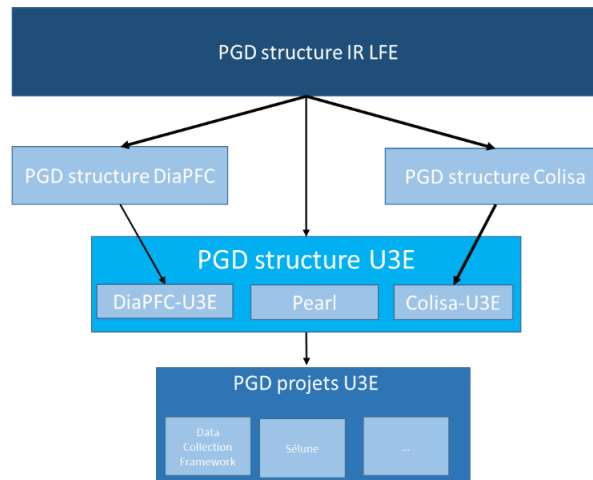 PGD structure IR LFE
PGD structure DiaPFC
PGD structure Colisa
PGD structure U3E
DiaPFC-U3E
Pearl
Colisa-U3E
PGD projets U3E
Data
Collection
Framework
Sélune
...